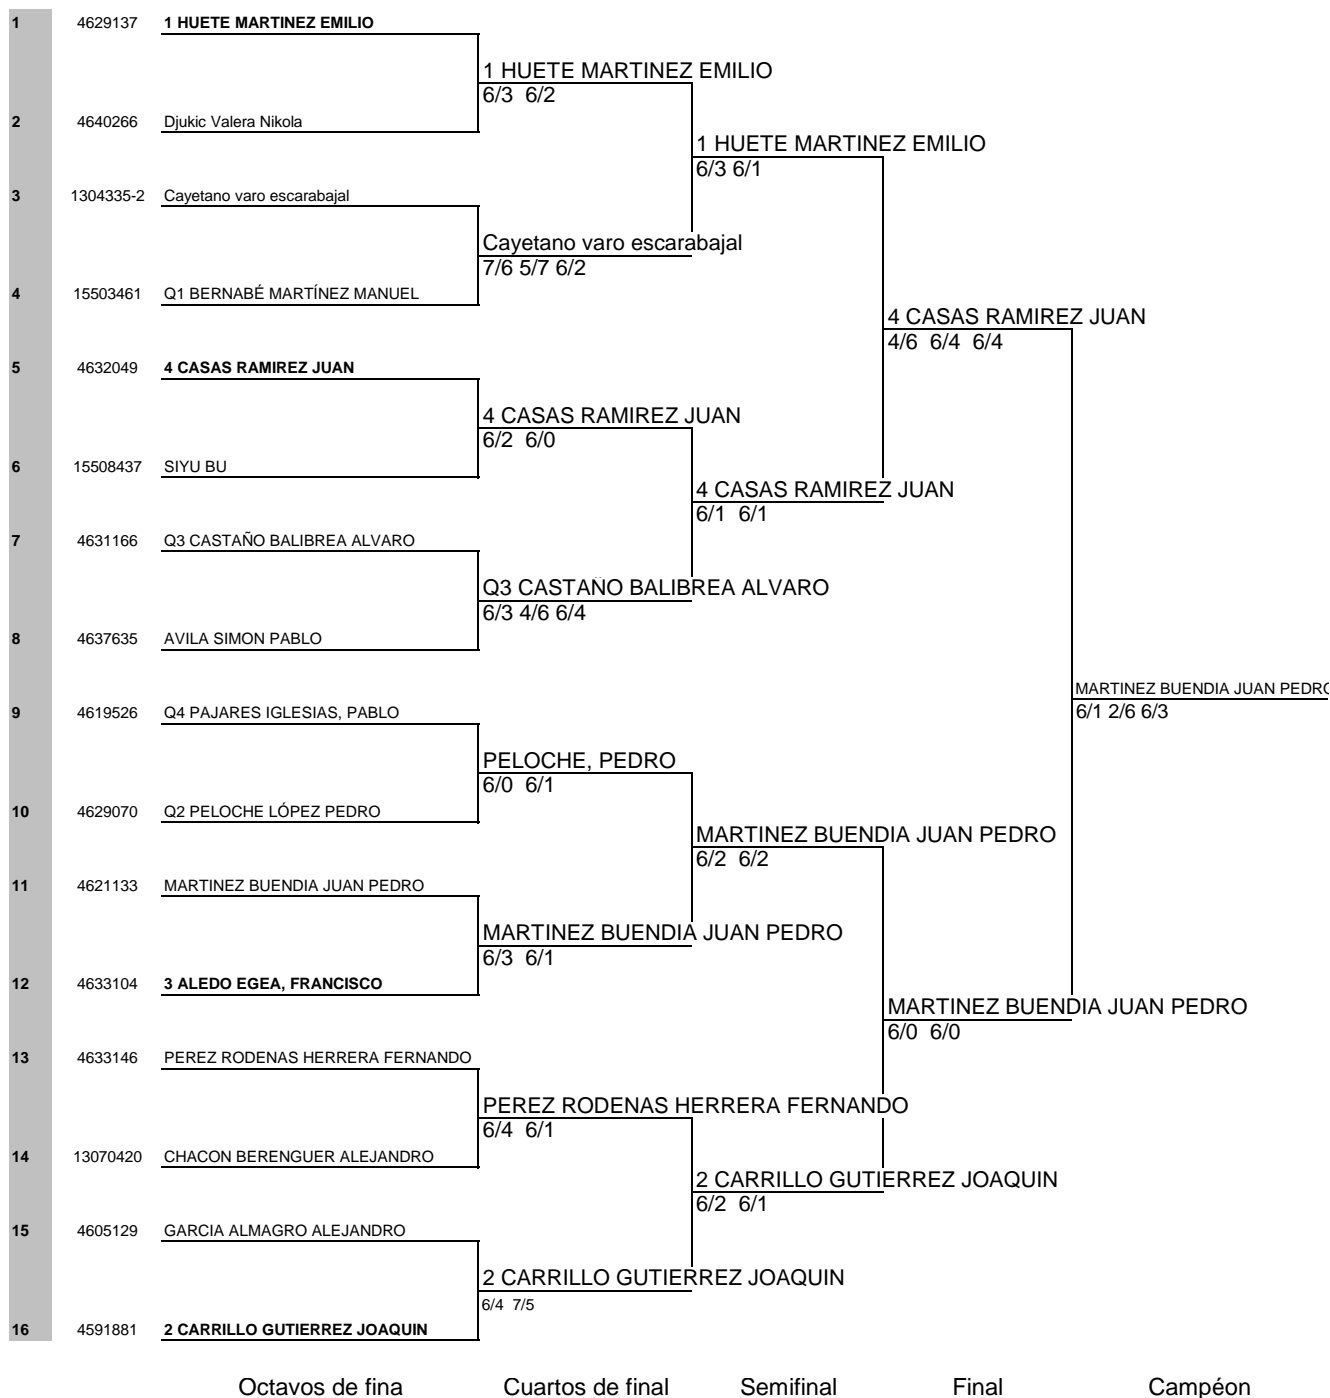 1 4629137 1 HUETE MARTINEZ EMILIO
1 HUETE MARTINEZ EMILIO
6/3 6/2
2 4640266 Djukic Valera Nikola
1 HUETE MARTINEZ EMILIO
6/3 6/1
3 1304335-2 Cayetano varo escarabajal
Cayetano varo escarabajal
7/6 5/7 6/2
4 15503461 Q1 BERNABÉ MARTÍNEZ MANUEL
4 CASAS RAMIREZ JUAN
4/6 6/4 6/4
5 4632049 4 CASAS RAMIREZ JUAN
4 CASAS RAMIREZ JUAN
6/2 6/0
6 15508437 SIYU BU
4 CASAS RAMIREZ JUAN
6/1 6/1
7 4631166 Q3 CASTAÑO BALIBREA ALVARO
Q3 CASTAÑO BALIBREA ALVARO
6/3 4/6 6/4
8 4637635 AVILA SIMON PABLO
MARTINEZ BUENDIA JUAN PEDRO
6/1 2/6 6/3
9 4619526 Q4 PAJARES IGLESIAS, PABLO
PELOCHE, PEDRO
6/0 6/1
10 4629070 Q2 PELOCHE LÓPEZ PEDRO
MARTINEZ BUENDIA JUAN PEDRO
6/2 6/2
11 4621133 MARTINEZ BUENDIA JUAN PEDRO
MARTINEZ BUENDIA JUAN PEDRO
6/3 6/1
12 4633104 3 ALEDO EGEA, FRANCISCO
MARTINEZ BUENDIA JUAN PEDRO
6/0 6/0
13 4633146 PEREZ RODENAS HERRERA FERNANDO
PEREZ RODENAS HERRERA FERNANDO
6/4 6/1
14 13070420 CHACON BERENGUER ALEJANDRO
2 CARRILLO GUTIERREZ JOAQUIN
6/2 6/1
15 4605129 GARCIA ALMAGRO ALEJANDRO
2 CARRILLO GUTIERREZ JOAQUIN
6/4 7/5
16 4591881 2 CARRILLO GUTIERREZ JOAQUIN
Octavos de fina Cuartos de final Semifinal Final Campéon